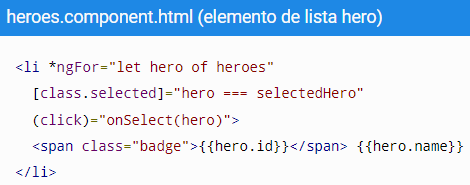 heroes.component.html (elemento de lista hero)
<li *ngFor="let hero of heroes"
[class.selected]="hero === selectedHero"
(click)="onSelect(hero)">
<span class="badge">{{hero.id}}</span> {{hero.name}}
</li>